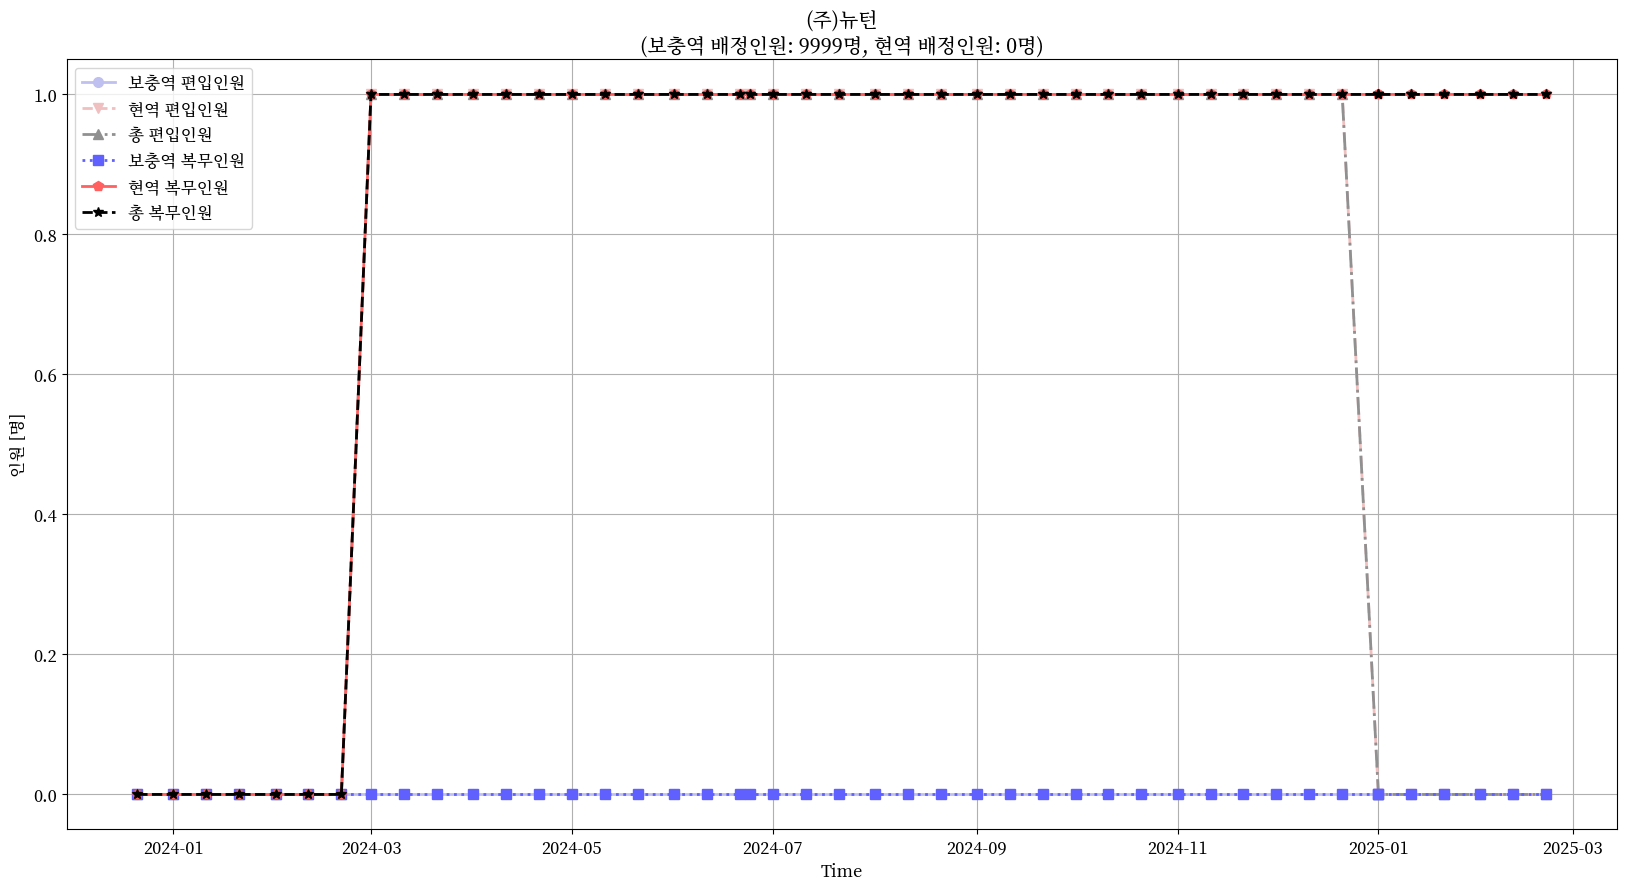 (주)뉴턴
(보충역 배정인원: 9999명, 현역 배정인원: 0명)
보충역 편입인원
현역 편입인원
총 편입인원
보충역 복무인원
현역 복무인원
총 복무인원
1.0
0.8
0.6
0.4
0.2
0.0
인원 [명]
2024-01
2024-03
2024-05
2024-07
2024-09
2024-11
2025-01
2025-03
Time